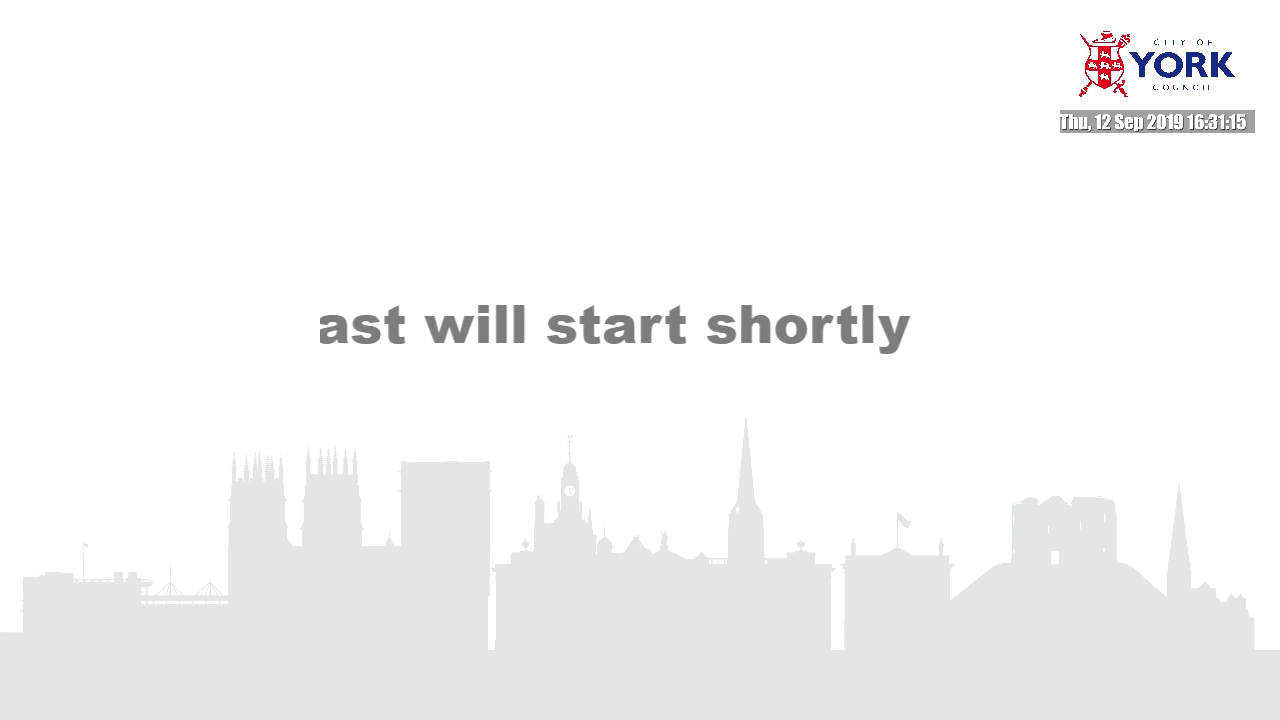 CITY OF
YORK
COUNCIL
Thu, 12 Sep 2019 16:31:15
ast will start shortly